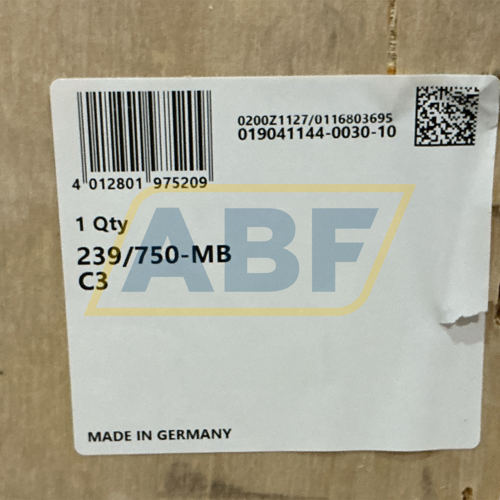 0200Z1127/0116803695
019041144-0030-10
4 012801 975209
1 Qty
239/750-MB
C3
ABF
MADE IN GERMANY